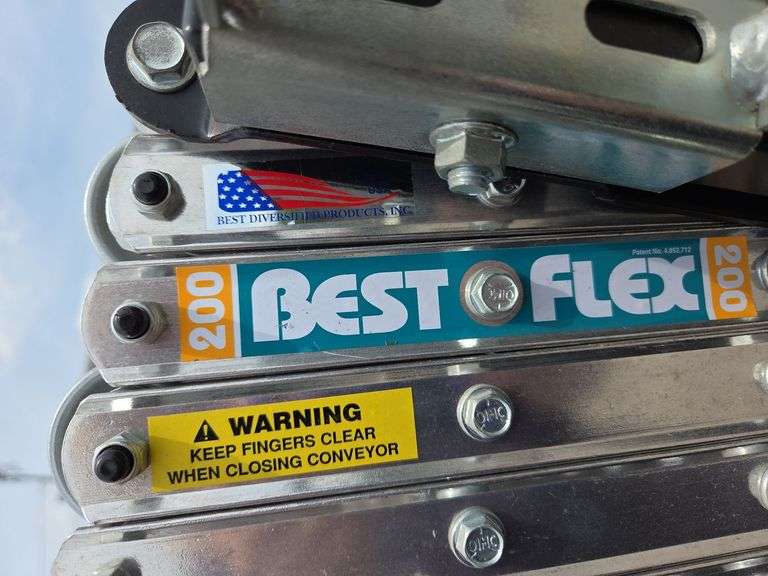 USA
BEST DIVERSIFIED PRODUCTS, INC.
200 BEST FLEX 200
Patent No. 4,852,712
WARNING
KEEP FINGERS CLEAR
WHEN CLOSING CONVEYOR